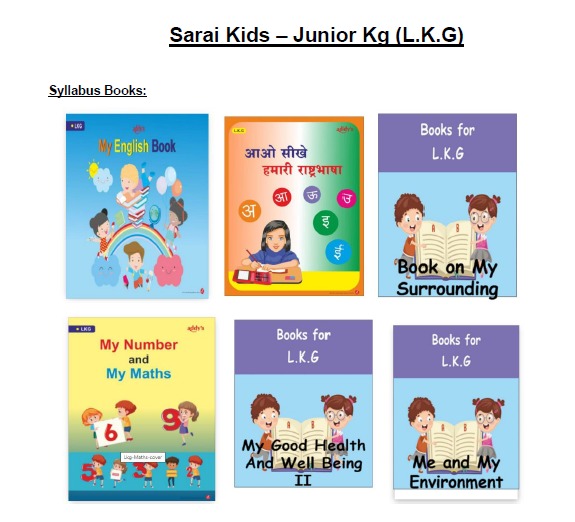 Sarai Kids – Junior Kg (L.K.G)
Syllabus Books:
LKG
My English Book
L.K.G
आओ सीखे
हमारी राष्ट्रभाषा
अ
आ
ऊ
उ
इ
ई
Books for
L.K.G
A B
Book on My
Surrounding
LKG
My Number
and
My Maths
9
6
5
3
Lkg-Maths-cover
Books for
L.K.G
A B
My Good Health
And Well Being
II
Books for
L.K.G
A B
Me and My
Environment